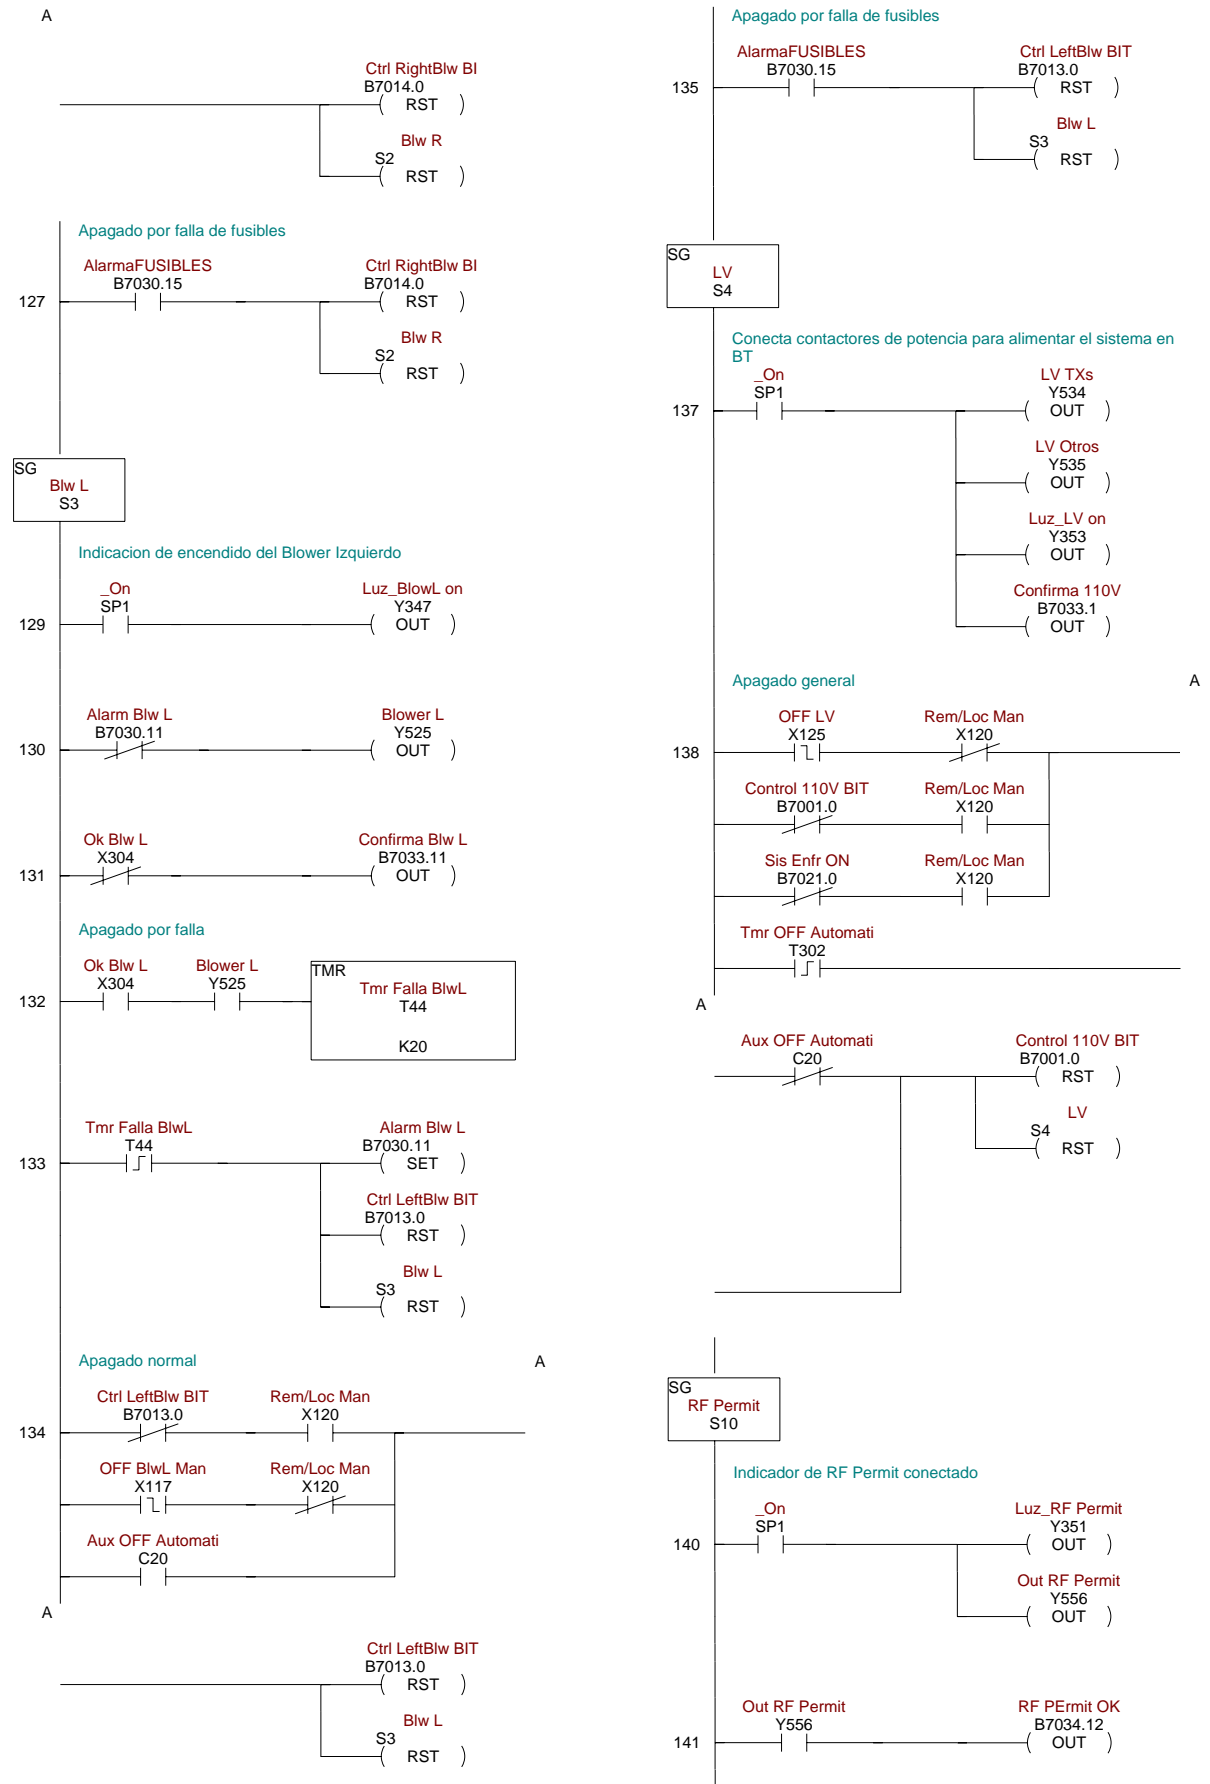 A
Ctrl RightBlw BI
B7014.0
RST
Blw R
S2
RST
Apagado por falla de fusibles
AlarmaFUSIBLES
B7030.15
Ctrl RightBlw BI
B7014.0
127
RST
Blw R
S2
RST
SG
Blw L
S3
Indicacion de encendido del Blower Izquierdo
_On
SP1
Luz_BlowL on
Y347
129
OUT
Alarm Blw L
B7030.11
Blower L
Y525
130
OUT
Ok Blw L
X304
Confirma Blw L
B7033.11
131
OUT
Apagado por falla
Ok Blw L
X304
Blower L
Y525
TMR
Tmr Falla BlwL
T44
132
K20
Tmr Falla BlwL
T44
Alarm Blw L
B7030.11
133
SET
Ctrl LeftBlw BIT
B7013.0
RST
Blw L
S3
RST
Apagado normal
A
Ctrl LeftBlw BIT
B7013.0
Rem/Loc Man
X120
134
OFF BlwL Man
X117
Rem/Loc Man
X120
Aux OFF Automati
C20
A
Ctrl LeftBlw BIT
B7013.0
RST
Blw L
S3
RST
Apagado por falla de fusibles
AlarmaFUSIBLES
B7030.15
Ctrl LeftBlw BIT
B7013.0
135
RST
Blw L
S3
RST
SG
LV
S4
Conecta contactores de potencia para alimentar el sistema en
BT
_On
SP1
LV TXs
Y534
137
OUT
LV Otros
Y535
OUT
Luz_LV on
Y353
OUT
Confirma 110V
B7033.1
OUT
Apagado general
A
OFF LV
X125
Rem/Loc Man
X120
138
Control 110V BIT
B7001.0
Rem/Loc Man
X120
Sis Enfr ON
B7021.0
Rem/Loc Man
X120
Tmr OFF Automati
T302
A
Aux OFF Automati
C20
Control 110V BIT
B7001.0
RST
LV
S4
RST
SG
RF Permit
S10
Indicador de RF Permit conectado
_On
SP1
Luz_RF Permit
Y351
140
OUT
Out RF Permit
Y556
OUT
Out RF Permit
Y556
RF PErmit OK
B7034.12
141
OUT